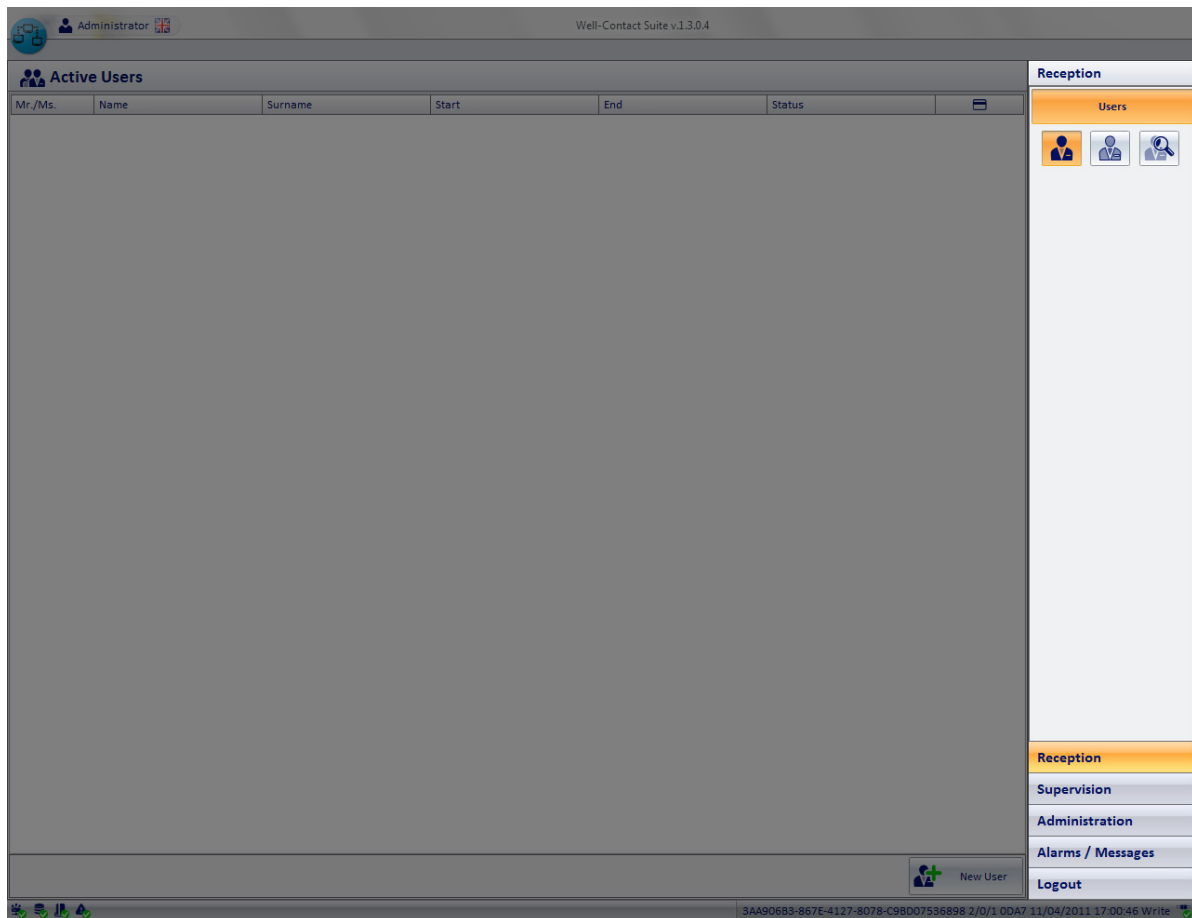 Administrator
Well-Contact Suite v.1.3.0.4
Active Users
Reception
Mr./Ms. Name Surname Start End Status
Users
Reception
Supervision
Administration
Alarms / Messages
New User
Logout
3AA906B3-867E-4127-8078-C9BD07536898 2/0/1 0DA7 11/04/2011 17:00:46 Write